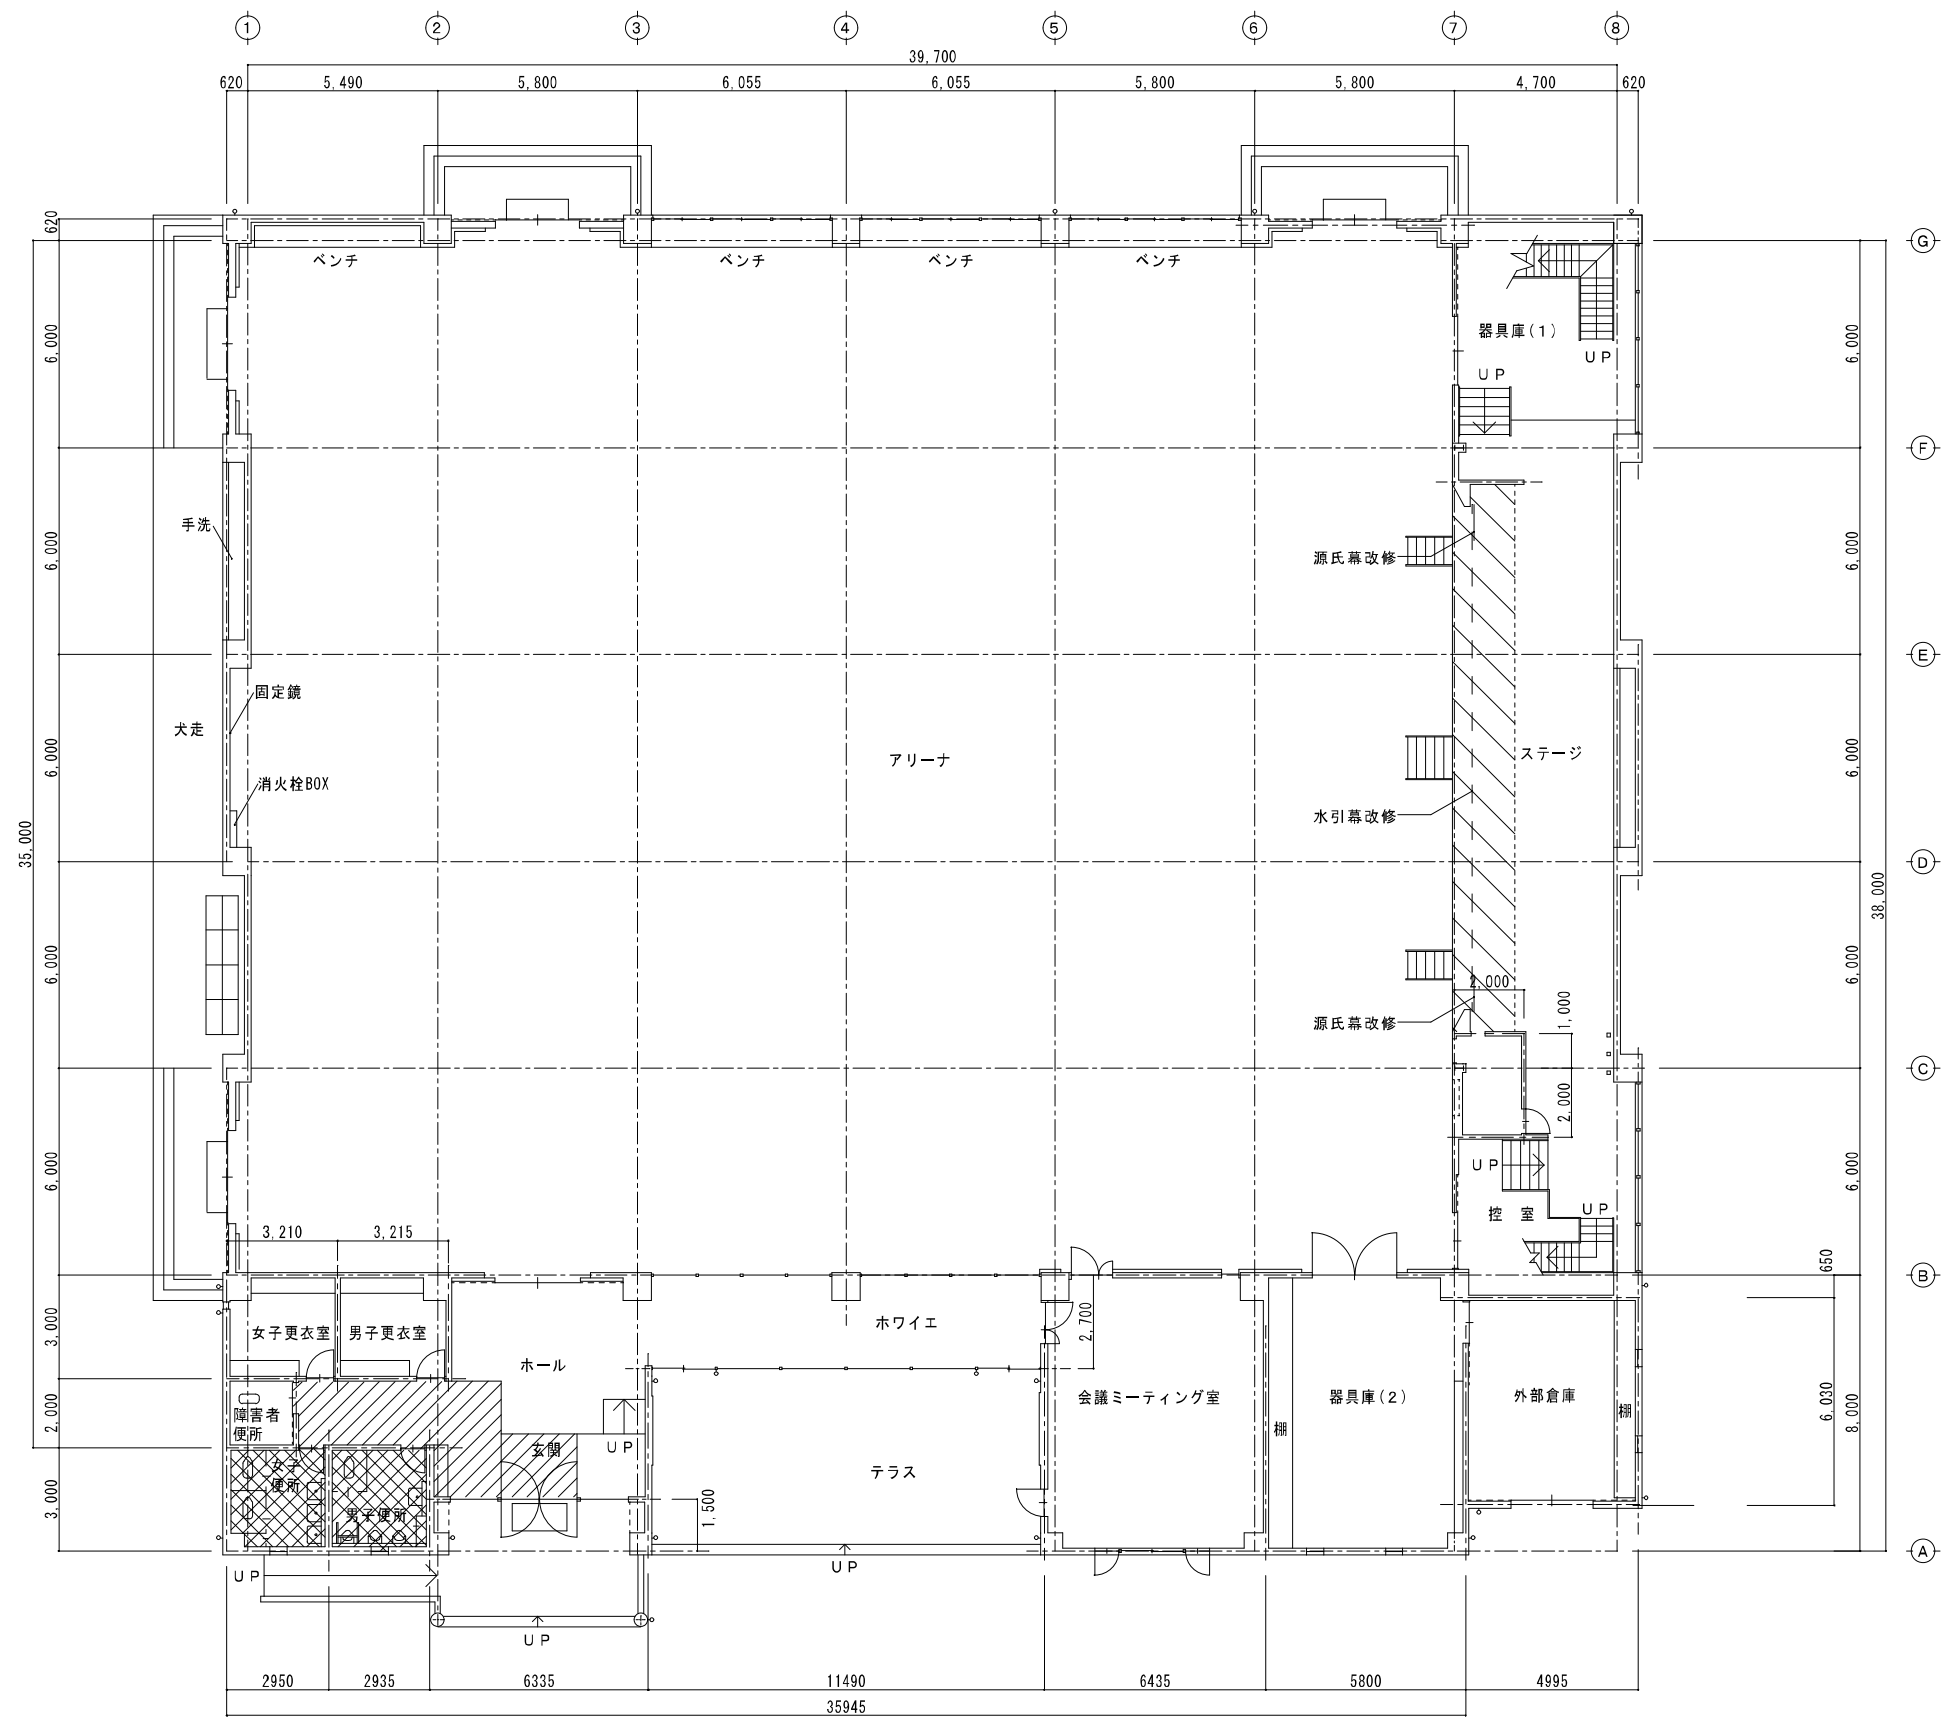 1 2 3 4 5 6 7 8
39,700
620 5,490 5,800 6,055 6,055 5,800 5,800 4,700 620
620
G
ベンチ ベンチ ベンチ ベンチ
6,000
器具庫(1)
6,000
UP
UP
F
手洗
6,000
源氏幕改修
6,000
E
固定鏡
犬走
6,000
アリーナ
ステージ
6,000
消火栓BOX
水引幕改修
35,000
D
38,000
6,000
2,000
6,000
源氏幕改修
1,000
C
2,000
6,000
UP
6,000
控 室
UP
3,210 3,215
650
B
3,000
女子更衣室 男子更衣室
ホワイエ
2,700
ホール
2,000
障害者
便所
会議ミーティング室
器具庫(2)
外部倉庫
棚
棚
6,030
8,000
玄関
UP
女子
便所
テラス
3,000
男子便所
1,500
A
UP
UP
UP
2950 2935 6335 11490 6435 5800 4995
35945